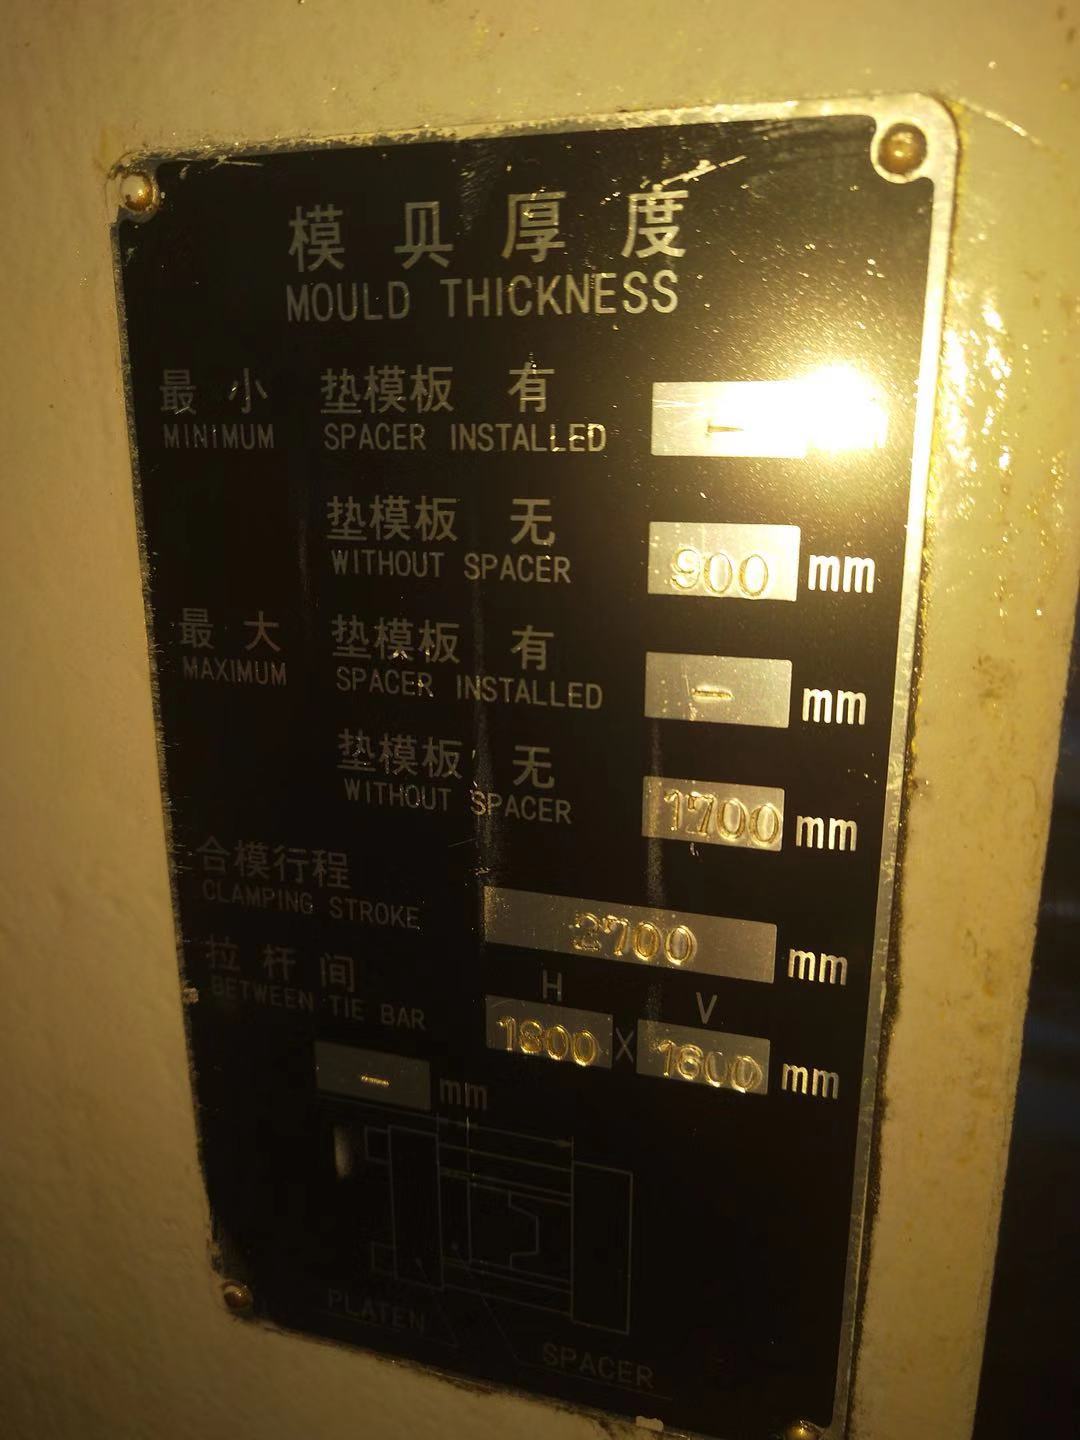 模具厚度
MOULD THICKNESS
最小 垫模板 有 -
MINIMUM SPACER INSTALLED
垫模板 无 900 mm
WITHOUT SPACER
最大 垫模板 有 - mm
MAXIMUM SPACER INSTALLED
垫模板 无 1700 mm
WITHOUT SPACER
合模行程 2700 mm
CLAMPING STROKE
拉杆间 H V
BETWEEN TIE BAR 1800 X 1600 mm
- mm
PLATEN
SPACER